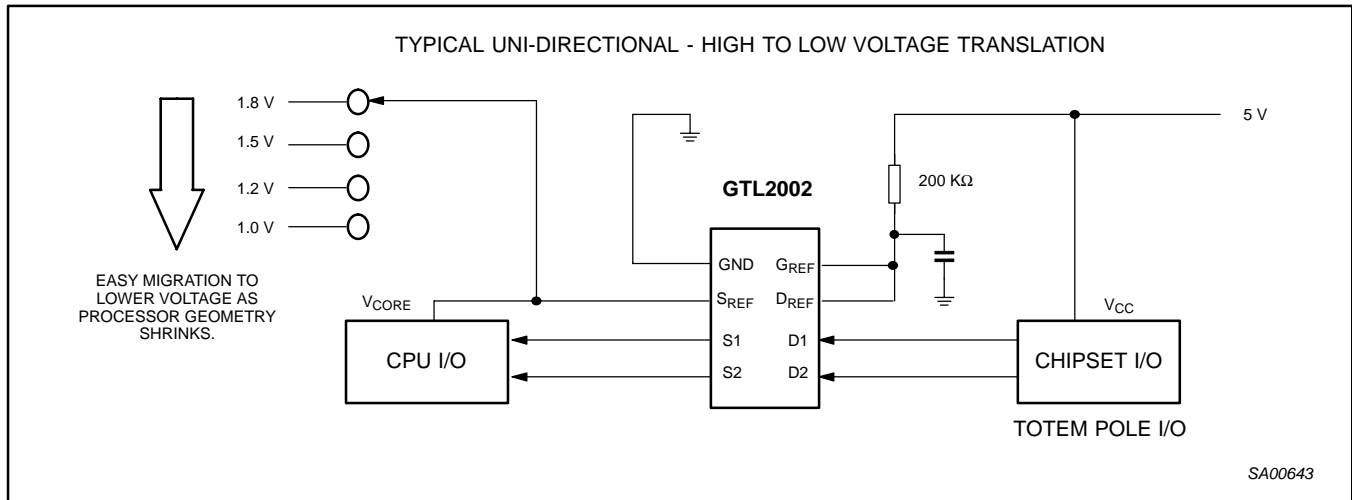 TYPICAL UNI-DIRECTIONAL - HIGH TO LOW VOLTAGE TRANSLATION
1.8 V
1.5 V
1.2 V
1.0 V
EASY MIGRATION TO
LOWER VOLTAGE AS
PROCESSOR GEOMETRY
SHRINKS.
5 V
200 KΩ
GTL2002
GND GREF
SREF DREF
S1 D1
S2 D2
VCORE
CPU I/O
VCC
CHIPSET I/O
TOTEM POLE I/O
SA00643